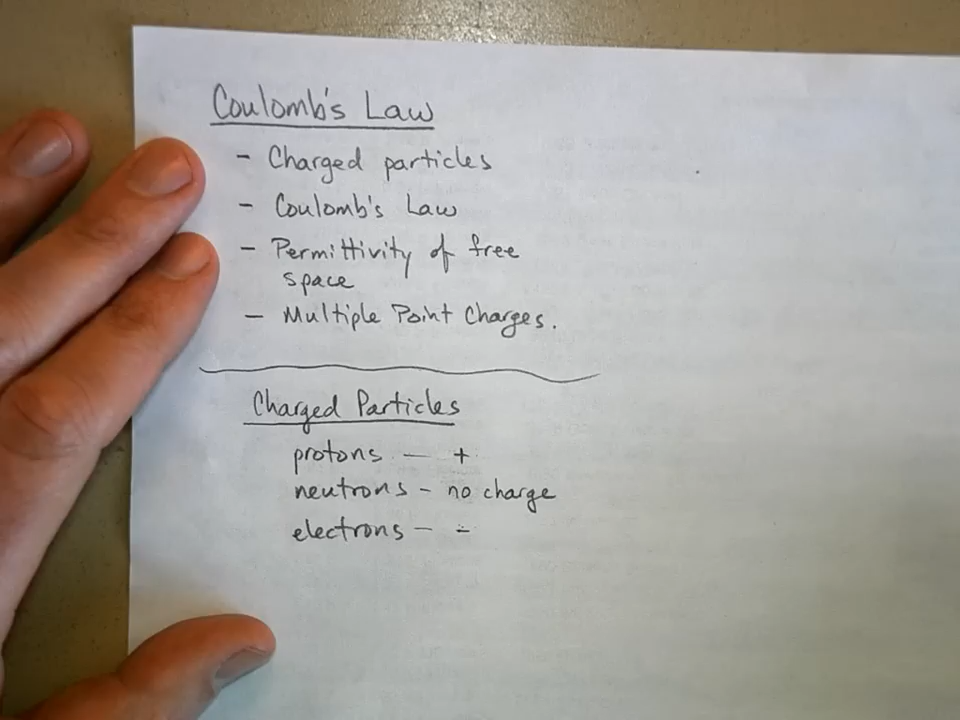 Coulomb's Law
- Charged particles
- Coulomb's Law
- Permittivity of free
space
- Multiple Point Charges.
Charged Particles
protons - +
neutrons - no charge
electrons - -